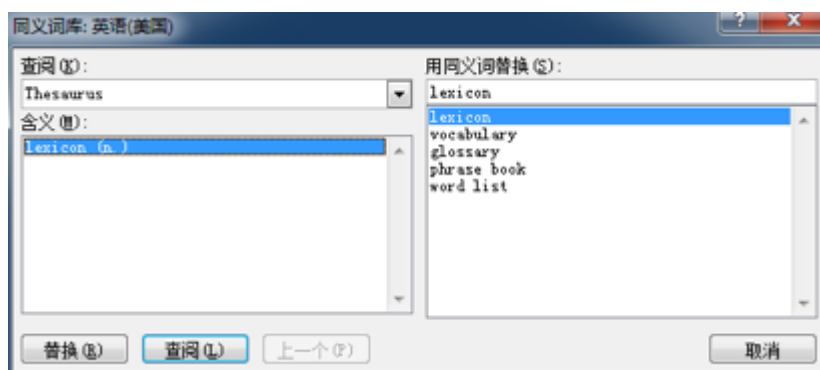 同义词库: 英语(美国)
查阅(K):
Thesaurus
含义(M):
lexicon (n.)
用同义词替换(S):
lexicon
lexicon
vocabulary
glossary
phrase book
word list
替换(R)
查阅(L)
上一个(P)
取消